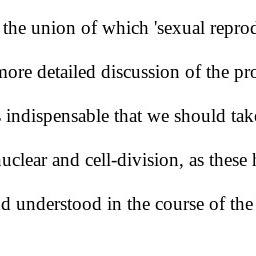 the union of which 'sexual reprod
more detailed discussion of the pro
indispensable that we should take
nuclear and cell-division, as these h
d understood in the course of the